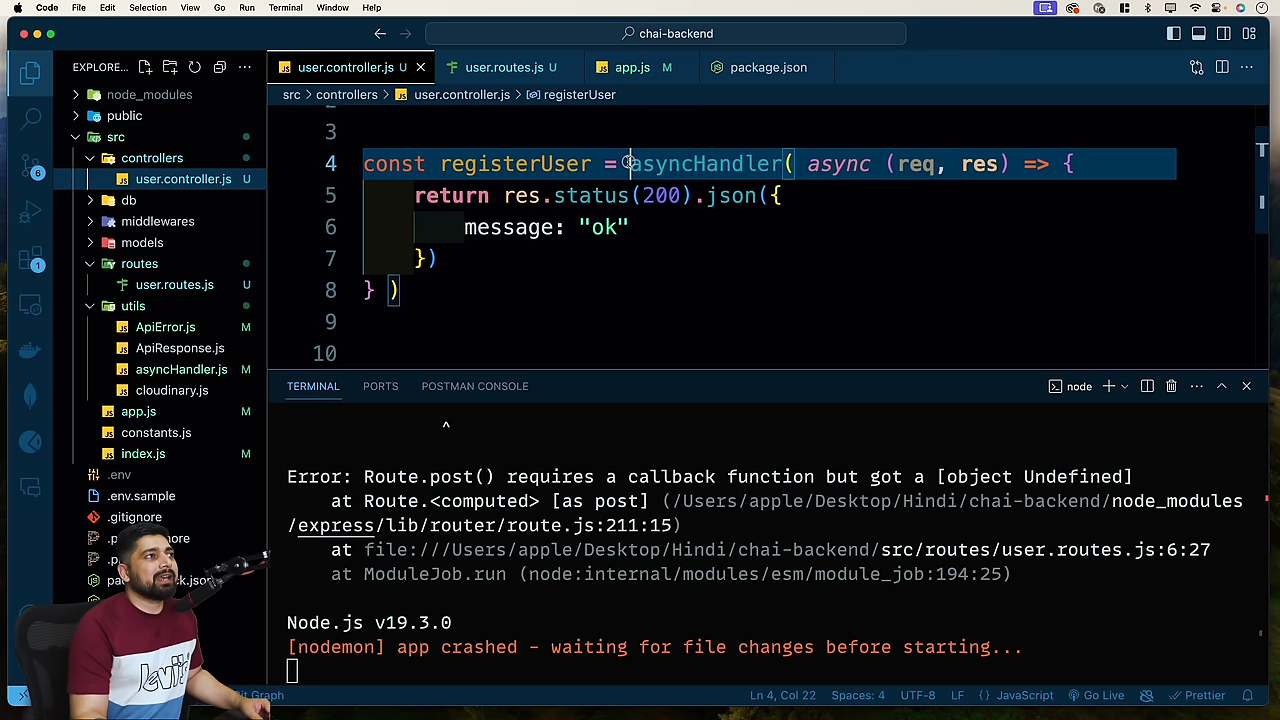 Code File Edit Selection View Go Run Terminal Window Help
chai-backend
EXPLORE...
user.controller.js U
user.routes.js U
app.js M
package.json
src controllers user.controller.js registerUser
node_modules
public
src
controllers
user.controller.js U
db
middlewares
models
routes
user.routes.js U
utils
ApiError.js M
ApiResponse.js
asyncHandler.js M
cloudinary.js
app.js M
constants.js
index.js M
.env
.env.sample
.gitignore
6
1
3
4 const registerUser = asyncHandler( async (req, res) => {
5 return res.status(200).json({
6 message: "ok"
7 })
8 } )
9
10
TERMINAL PORTS POSTMAN CONSOLE
node
^
Error: Route.post() requires a callback function but got a [object Undefined]
at Route.<computed> [as post] (/Users/apple/Desktop/Hindi/chai-backend/node_modules
/express/lib/router/route.js:211:15)
at file:///Users/apple/Desktop/Hindi/chai-backend/src/routes/user.routes.js:6:27
at ModuleJob.run (node:internal/modules/esm/module_job:194:25)
Node.js v19.3.0
[nodemon] app crashed - waiting for file changes before starting...
Graph
Ln 4, Col 22 Spaces: 4 UTF-8 LF {} JavaScript Go Live Prettier